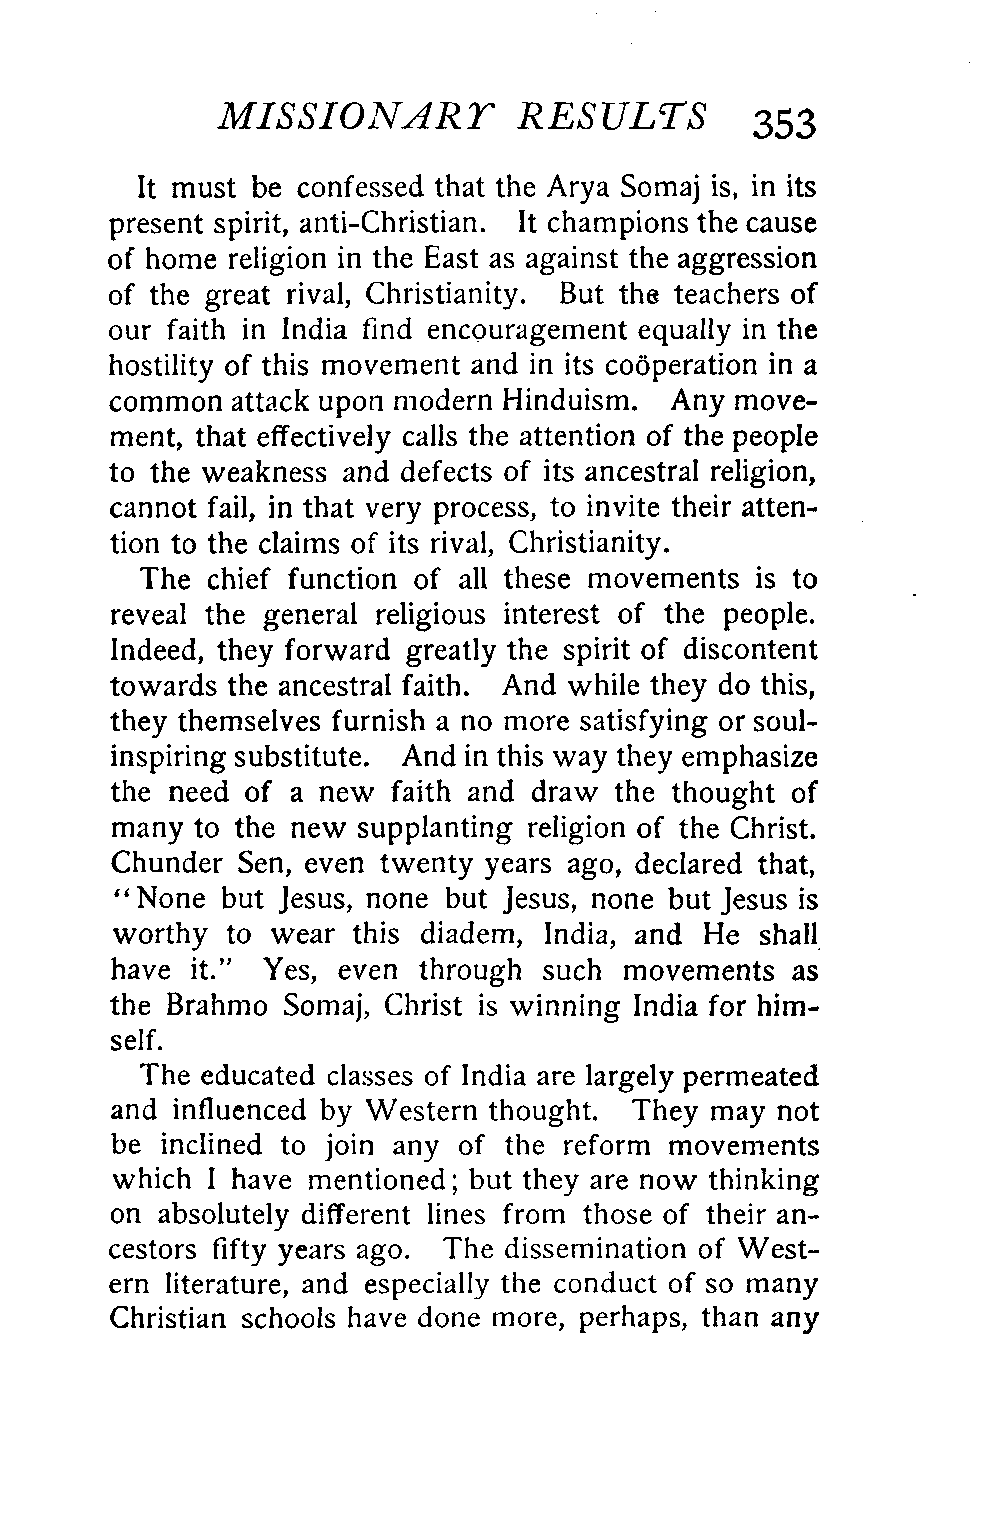 MISSIONARY RESULTS 353
It must be confessed that the Arya Somaj is, in its
present spirit, anti-Christian. It champions the cause
of home religion in the East as against the aggression
of the great rival, Christianity. But the teachers of
our faith in India find encouragement equally in the
hostility of this movement and in its coöperation in a
common attack upon modern Hinduism. Any move-
ment, that effectively calls the attention of the people
to the weakness and defects of its ancestral religion,
cannot fail, in that very process, to invite their atten-
tion to the claims of its rival, Christianity.
The chief function of all these movements is to
reveal the general religious interest of the people.
Indeed, they forward greatly the spirit of discontent
towards the ancestral faith. And while they do this,
they themselves furnish a no more satisfying or soul-
inspiring substitute. And in this way they emphasize
the need of a new faith and draw the thought of
many to the new supplanting religion of the Christ.
Chunder Sen, even twenty years ago, declared that,
"None but Jesus, none but Jesus, none but Jesus is
worthy to wear this diadem, India, and He shall
have it." Yes, even through such movements as
the Brahmo Somaj, Christ is winning India for him-
self.
The educated classes of India are largely permeated
and influenced by Western thought. They may not
be inclined to join any of the reform movements
which I have mentioned; but they are now thinking
on absolutely different lines from those of their an-
cestors fifty years ago. The dissemination of West-
ern literature, and especially the conduct of so many
Christian schools have done more, perhaps, than any